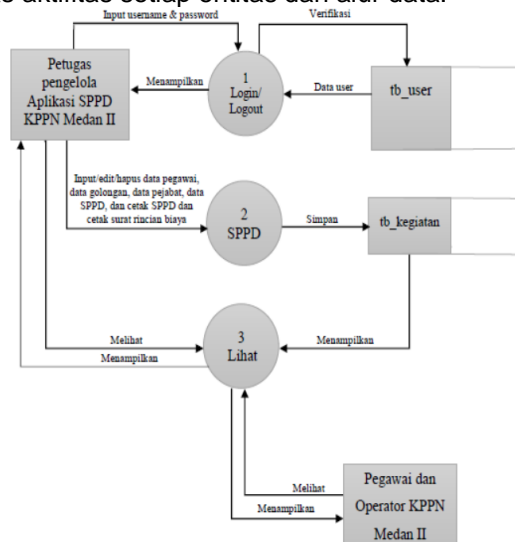 aktifitas setiap entitas dan alur data.
Input username & password
Verifikasi
Petugas
pengelola
Aplikasi SPPD
KPPN Medan II
Menampilkan
1
Login/
Logout
Data user
tb_user
Input/edit/hapus data pegawai,
data golongan, data pejabat, data
SPPD, dan cetak SPPD dan
cetak surat rincian biaya
2
SPPD
Simpan
tb_kegiatan
Melihat
Menampilkan
3
Lihat
Menampilkan
Melihat
Menampilkan
Pegawai dan
Operator KPPN
Medan II